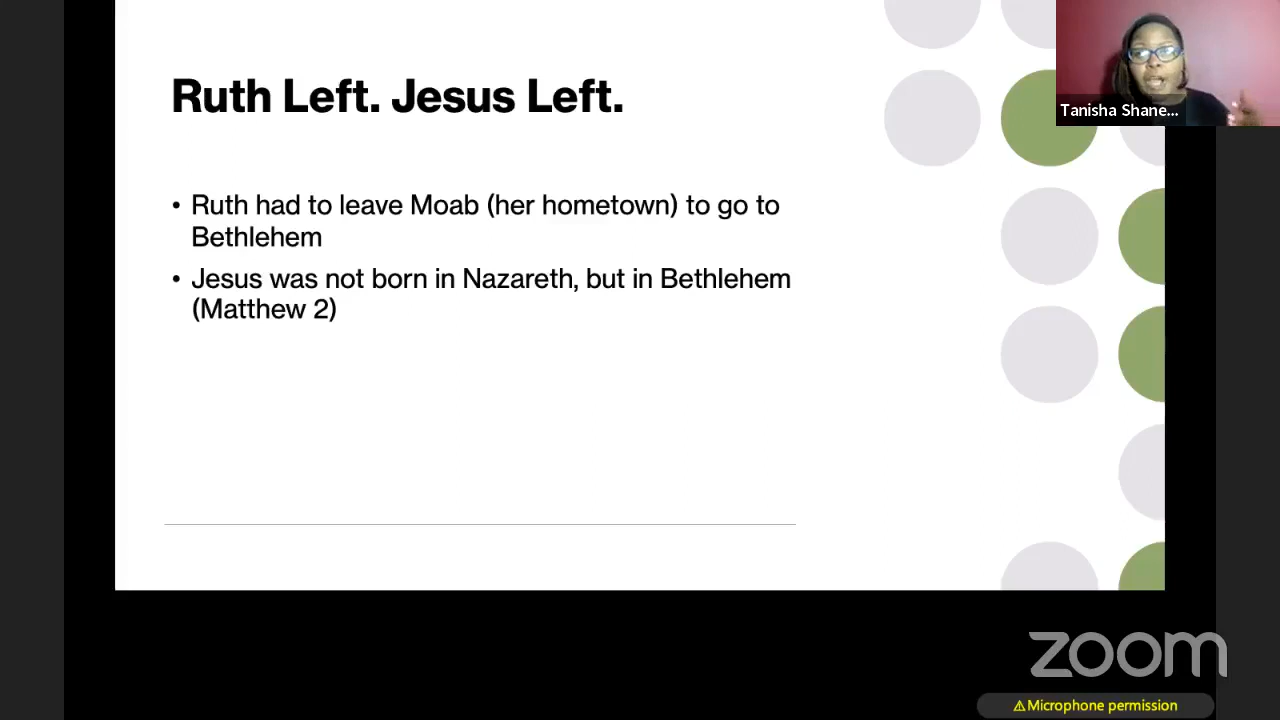 Ruth Left. Jesus Left.
• Ruth had to leave Moab (her hometown) to go to
Bethlehem
• Jesus was not born in Nazareth, but in Bethlehem
(Matthew 2)
Tanisha Shane...
zoom
⚠Microphone permission